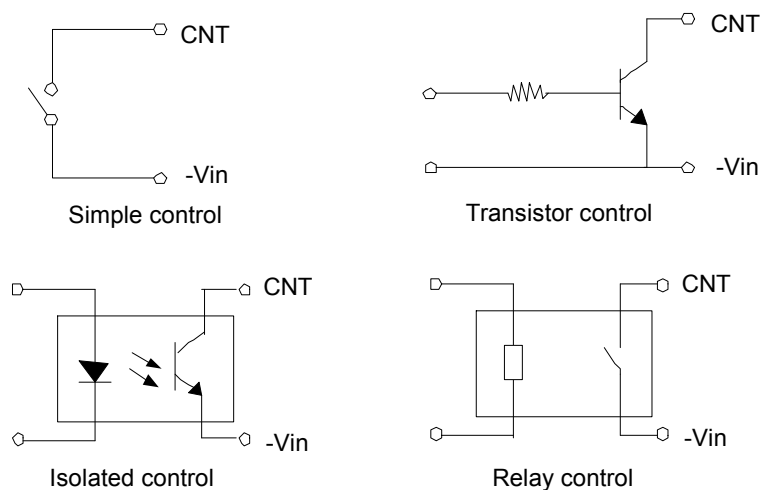 CNT
-Vin
Simple control
CNT
-Vin
Transistor control
CNT
-Vin
Isolated control
CNT
-Vin
Relay control